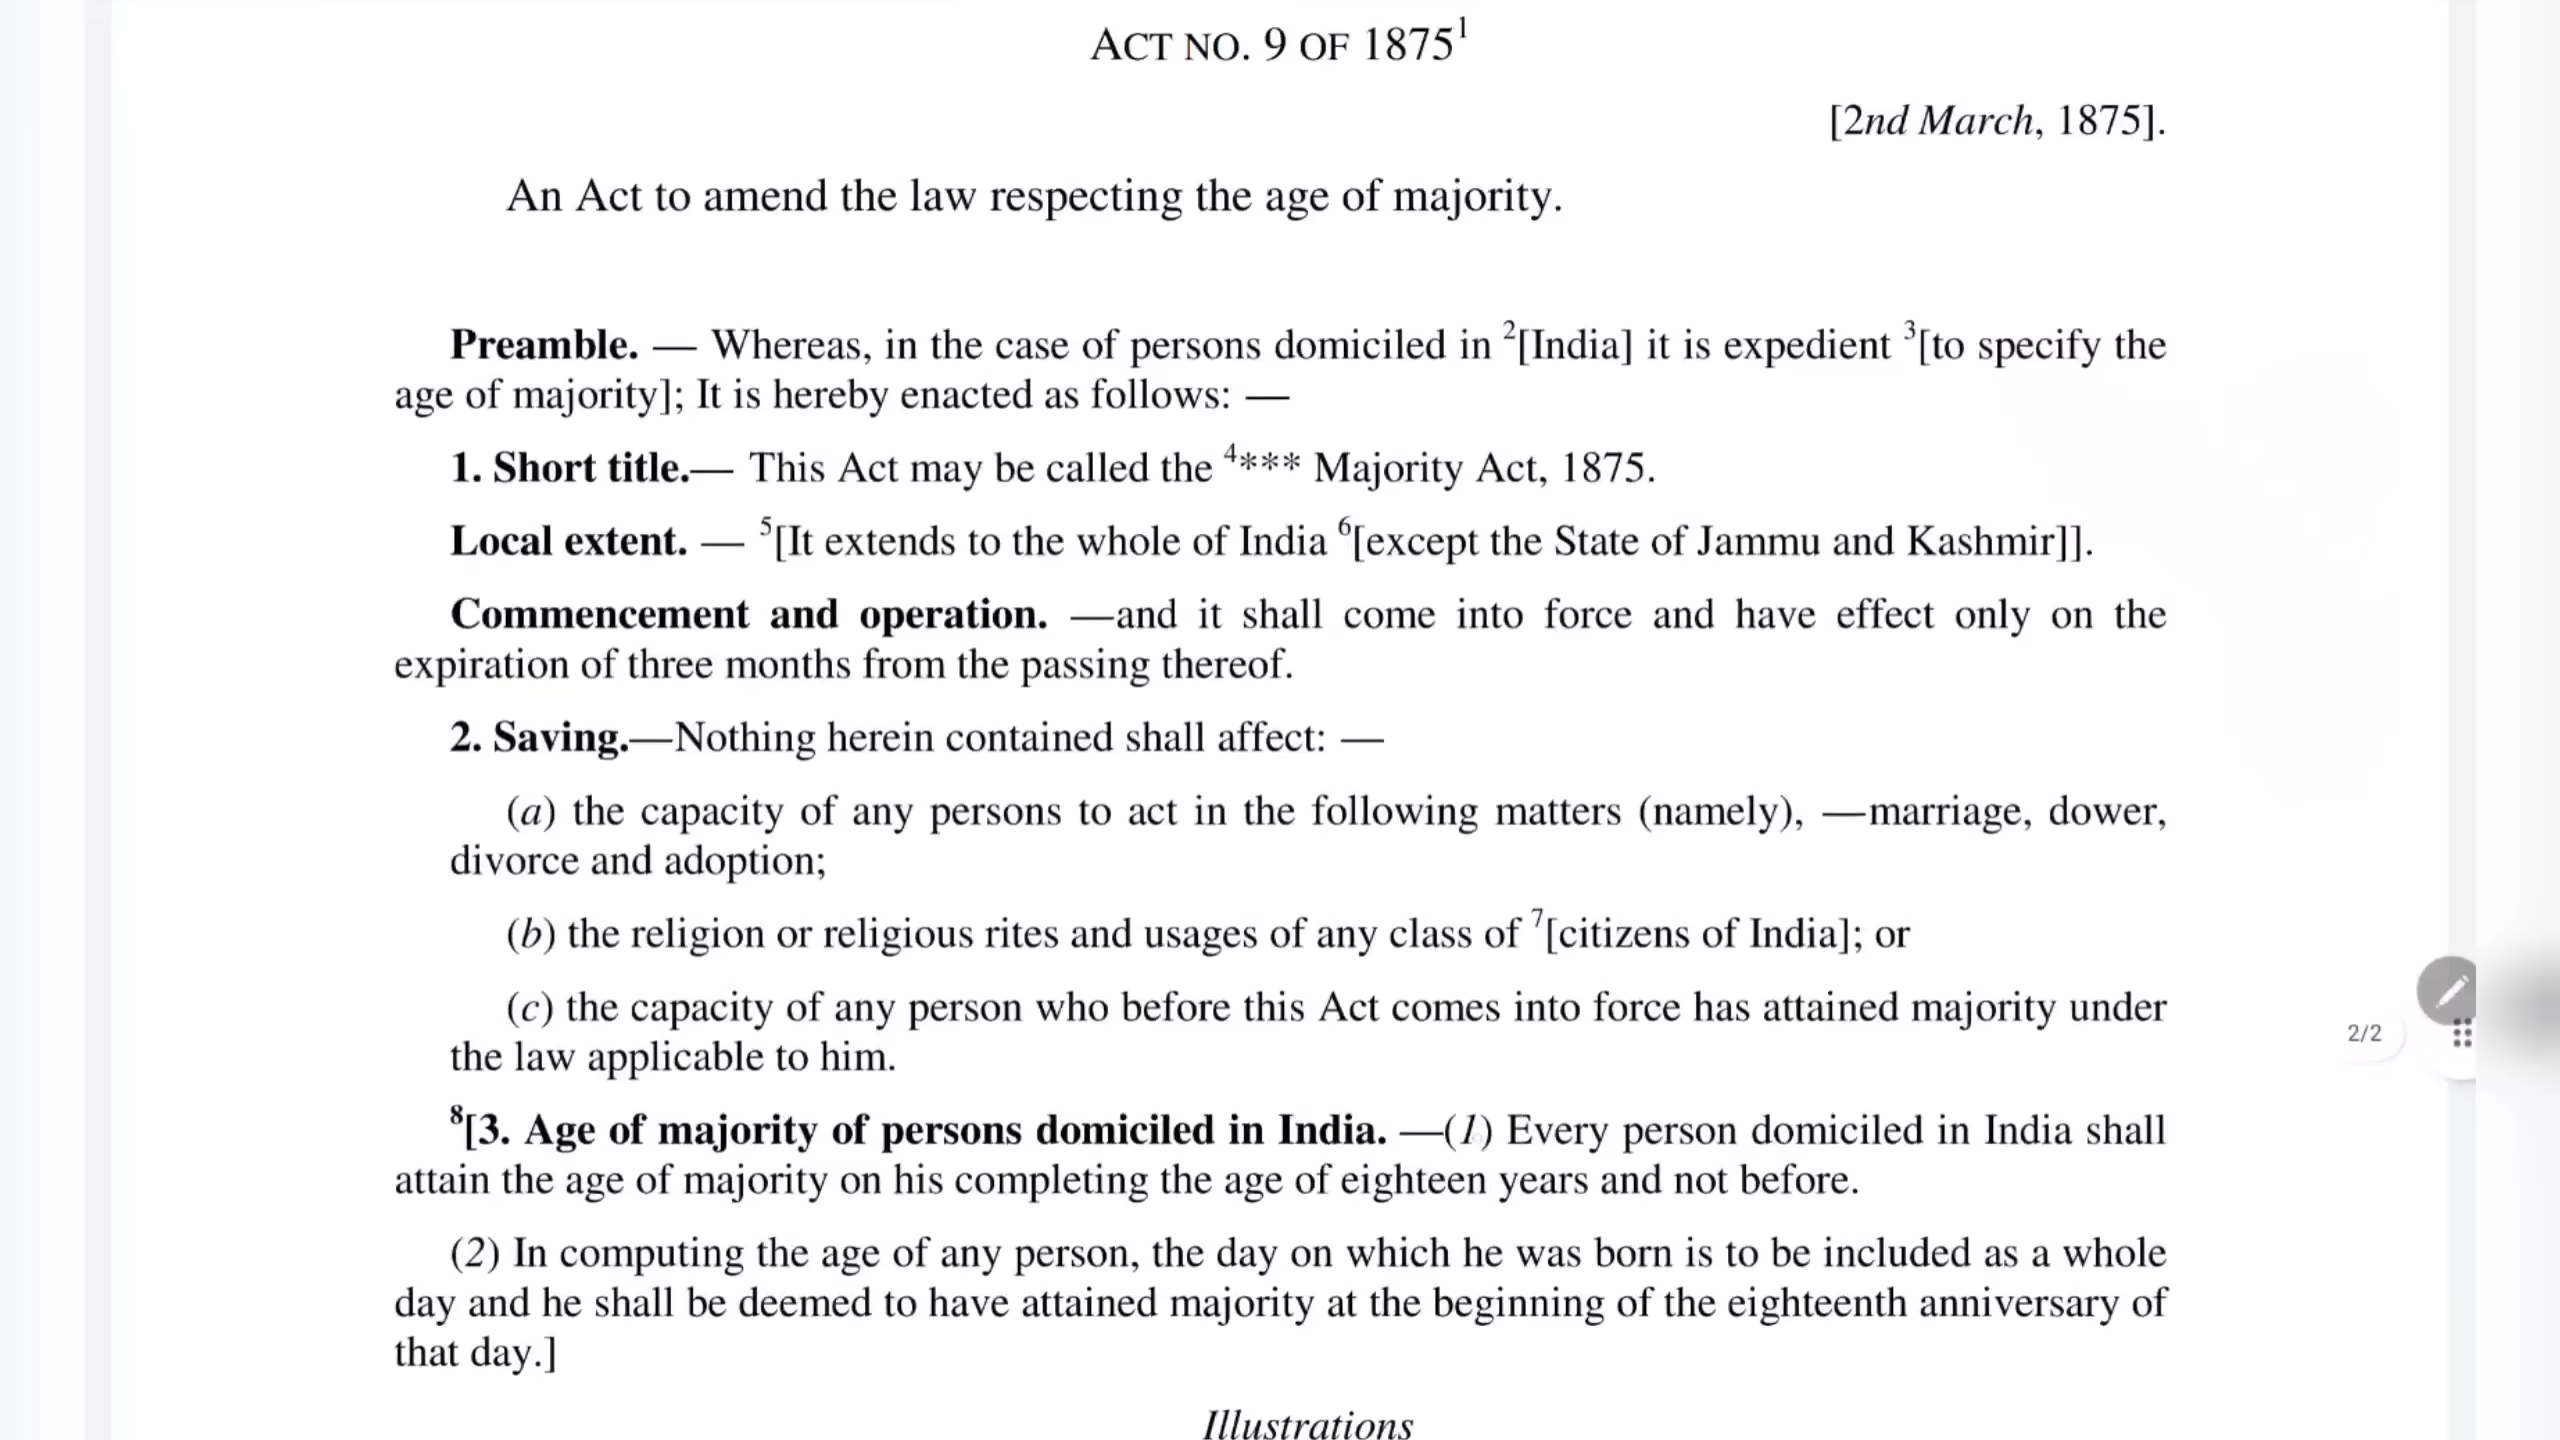 ACT NO. 9 OF 1875¹
[2nd March, 1875].
An Act to amend the law respecting the age of majority.
Preamble. — Whereas, in the case of persons domiciled in ²[India] it is expedient ³[to specify the
age of majority]; It is hereby enacted as follows: —
1. Short title.— This Act may be called the ⁴*** Majority Act, 1875.
Local extent. — ⁵[It extends to the whole of India ⁶[except the State of Jammu and Kashmir]].
Commencement and operation. —and it shall come into force and have effect only on the
expiration of three months from the passing thereof.
2. Saving.—Nothing herein contained shall affect: —
(a) the capacity of any persons to act in the following matters (namely), —marriage, dower,
divorce and adoption;
(b) the religion or religious rites and usages of any class of ⁷[citizens of India]; or
(c) the capacity of any person who before this Act comes into force has attained majority under
the law applicable to him.
2/2
⁸[3. Age of majority of persons domiciled in India. —(1) Every person domiciled in India shall
attain the age of majority on his completing the age of eighteen years and not before.
(2) In computing the age of any person, the day on which he was born is to be included as a whole
day and he shall be deemed to have attained majority at the beginning of the eighteenth anniversary of
that day.]
Illustrations